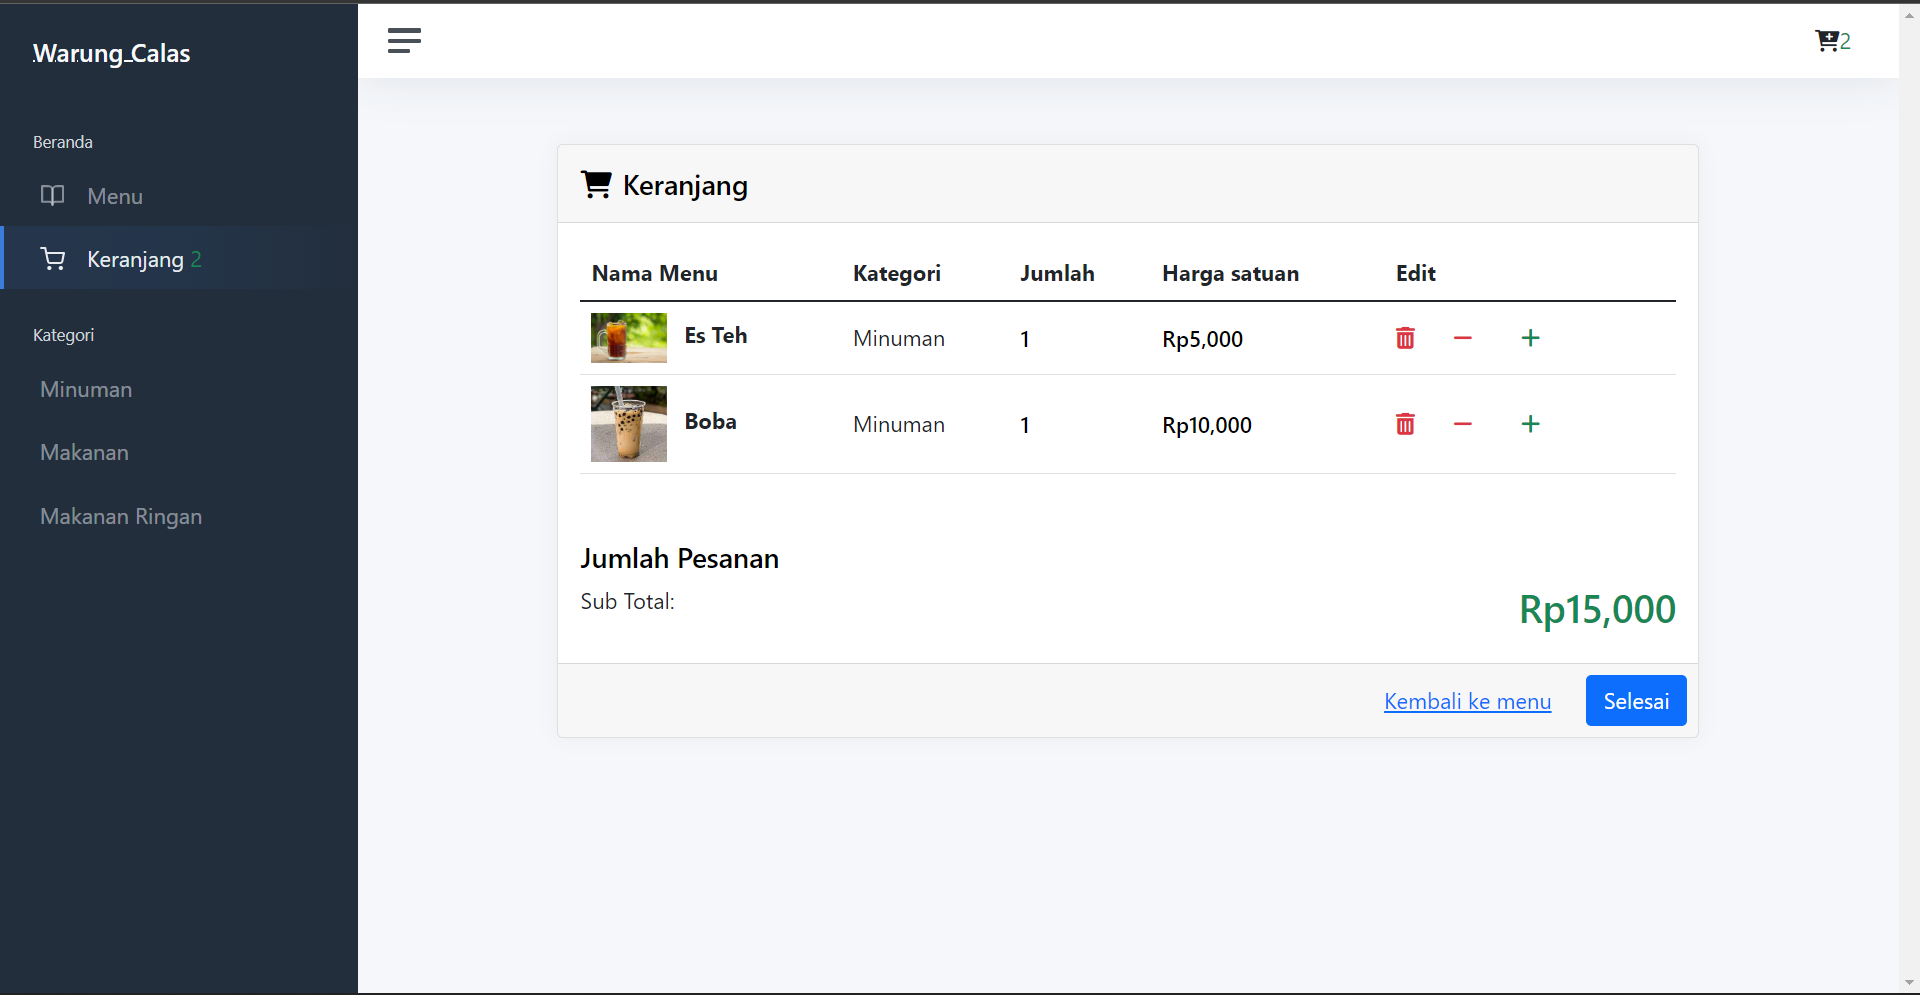 Warung_Calas
2
Beranda
Menu
Keranjang 2
Kategori
Minuman
Makanan
Makanan Ringan
Keranjang
Nama Menu Kategori Jumlah Harga satuan Edit
Es Teh Minuman 1 Rp5,000
Boba Minuman 1 Rp10,000
Jumlah Pesanan
Sub Total: Rp15,000
Kembali ke menu Selesai